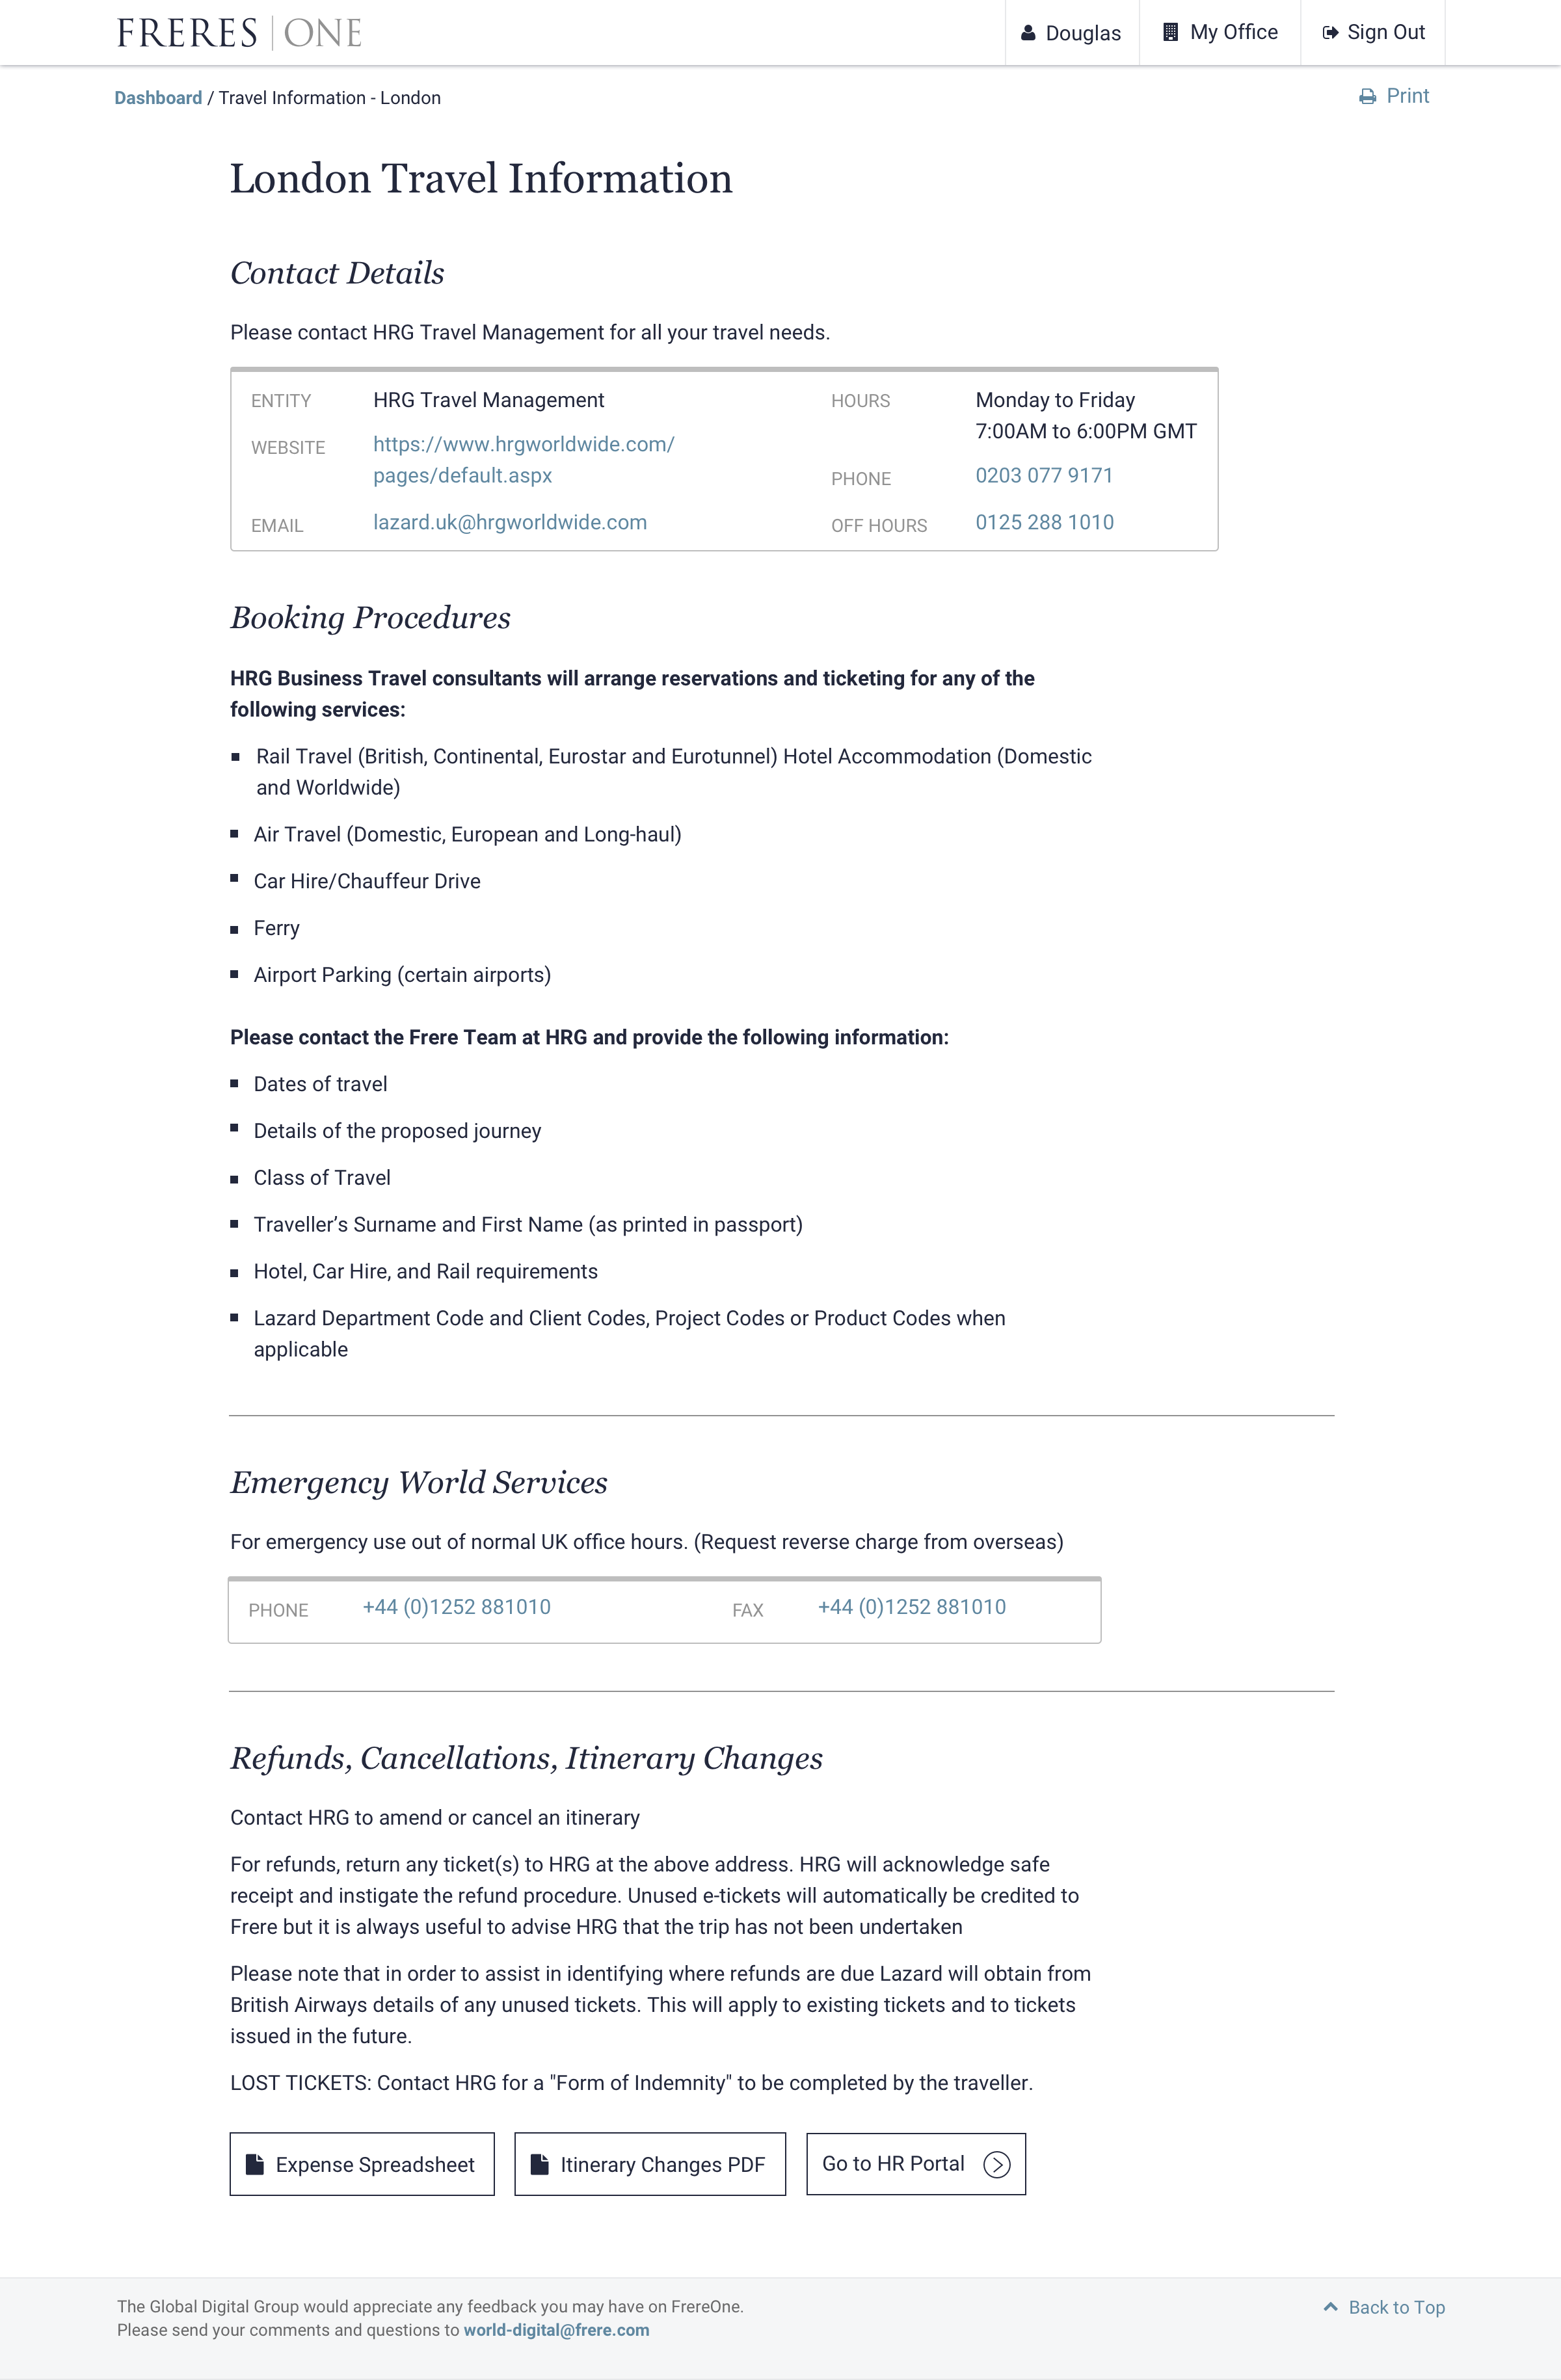 FRERES | ONE
Douglas
My Office
Sign Out
Dashboard / Travel Information - London
Print
London Travel Information
Contact Details
Please contact HRG Travel Management for all your travel needs.
ENTITY HRG Travel Management
WEBSITE https://www.hrgworldwide.com/
pages/default.aspx
EMAIL lazard.uk@hrgworldwide.com
HOURS Monday to Friday
7:00AM to 6:00PM GMT
PHONE 0203 077 9171
OFF HOURS 0125 288 1010
Booking Procedures
HRG Business Travel consultants will arrange reservations and ticketing for any of the
following services:
Rail Travel (British, Continental, Eurostar and Eurotunnel) Hotel Accommodation (Domestic
and Worldwide)
Air Travel (Domestic, European and Long-haul)
Car Hire/Chauffeur Drive
Ferry
Airport Parking (certain airports)
Please contact the Frere Team at HRG and provide the following information:
Dates of travel
Details of the proposed journey
Class of Travel
Traveller’s Surname and First Name (as printed in passport)
Hotel, Car Hire, and Rail requirements
Lazard Department Code and Client Codes, Project Codes or Product Codes when
applicable
Emergency World Services
For emergency use out of normal UK office hours. (Request reverse charge from overseas)
PHONE +44 (0)1252 881010 FAX +44 (0)1252 881010
Refunds, Cancellations, Itinerary Changes
Contact HRG to amend or cancel an itinerary
For refunds, return any ticket(s) to HRG at the above address. HRG will acknowledge safe
receipt and instigate the refund procedure. Unused e-tickets will automatically be credited to
Frere but it is always useful to advise HRG that the trip has not been undertaken
Please note that in order to assist in identifying where refunds are due Lazard will obtain from
British Airways details of any unused tickets. This will apply to existing tickets and to tickets
issued in the future.
LOST TICKETS: Contact HRG for a "Form of Indemnity" to be completed by the traveller.
Expense Spreadsheet
Itinerary Changes PDF
Go to HR Portal
The Global Digital Group would appreciate any feedback you may have on FrereOne.
Please send your comments and questions to world-digital@frere.com
Back to Top